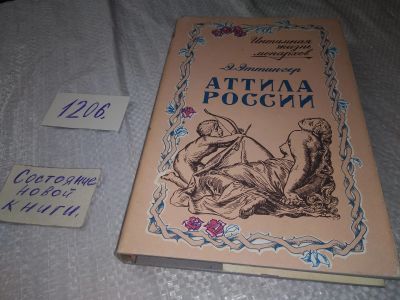 Интимная
жизнь
монархов
Э. Эттингер
АТТИЛА
РОССИИ
1206.
Состояние
новой
книги.